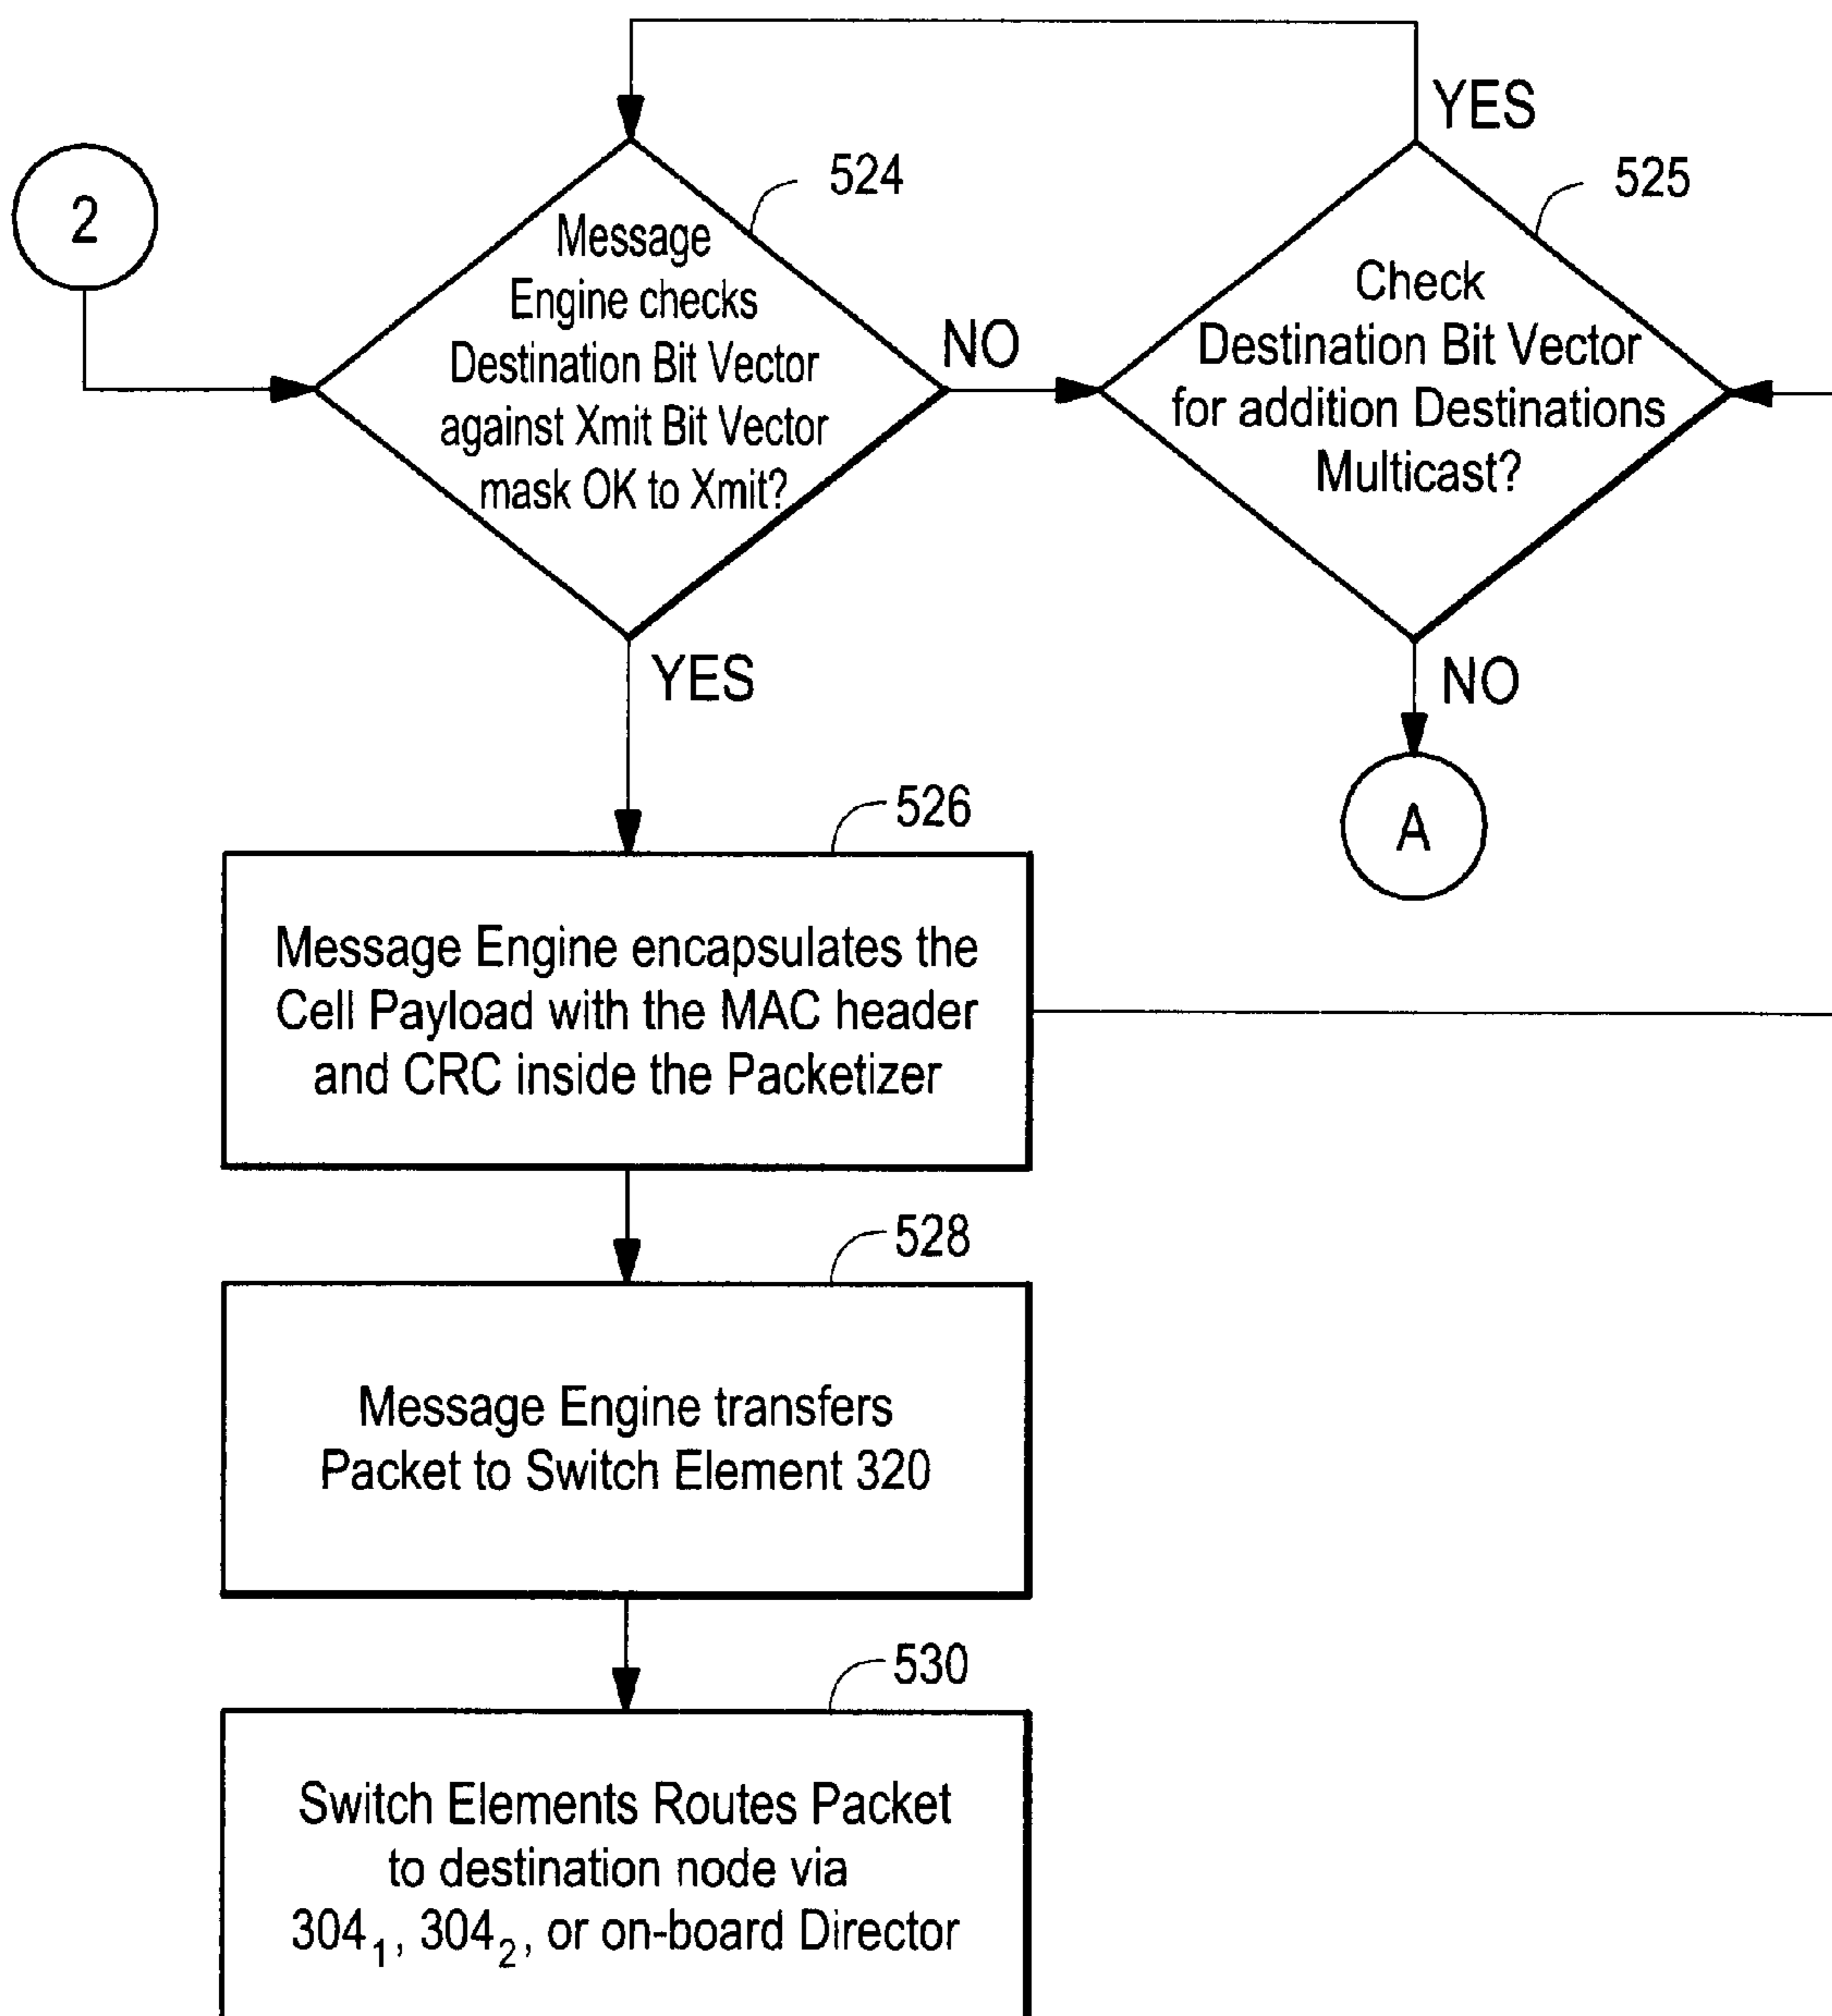 YES
2
524
Message
Engine checks
Destination Bit Vector
against Xmit Bit Vector
mask OK to Xmit?
NO
525
Check
Destination Bit Vector
for addition Destinations
Multicast?
YES
NO
A
526
Message Engine encapsulates the
Cell Payload with the MAC header
and CRC inside the Packetizer
528
Message Engine transfers
Packet to Switch Element 320
530
Switch Elements Routes Packet
to destination node via
304₁, 304₂, or on-board Director